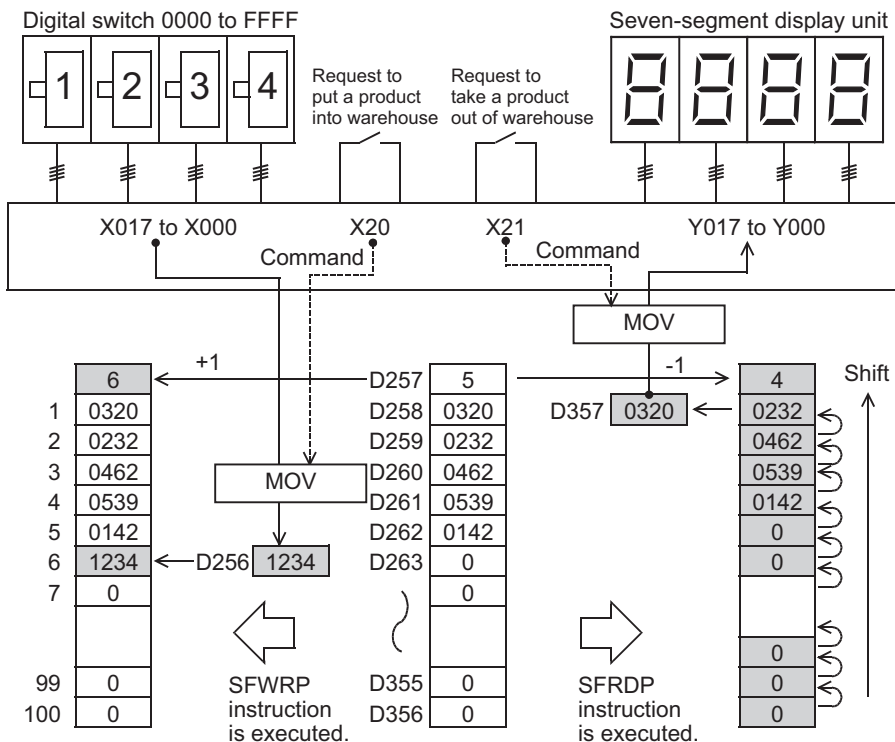 Digital switch 0000 to FFFF
Seven-segment display unit
1 2 3 4
8 8 8 8
Request to
put a product
into warehouse
Request to
take a product
out of warehouse
X017 to X000
X20
X21
Y017 to Y000
Command
Command
MOV
+1
-1
Shift
6
D257 5
4
1 0320
D258 0320
D357 0320
0232
2 0232
D259 0232
0462
3 0462
MOV
D260 0462
0539
4 0539
D261 0539
0142
5 0142
D262 0142
0
6 1234
D256 1234
D263 0
0
7 0
0
0
99 0
D355 0
0
100 0
D356 0
0
SFWRP
instruction
is executed.
SFRDP
instruction
is executed.